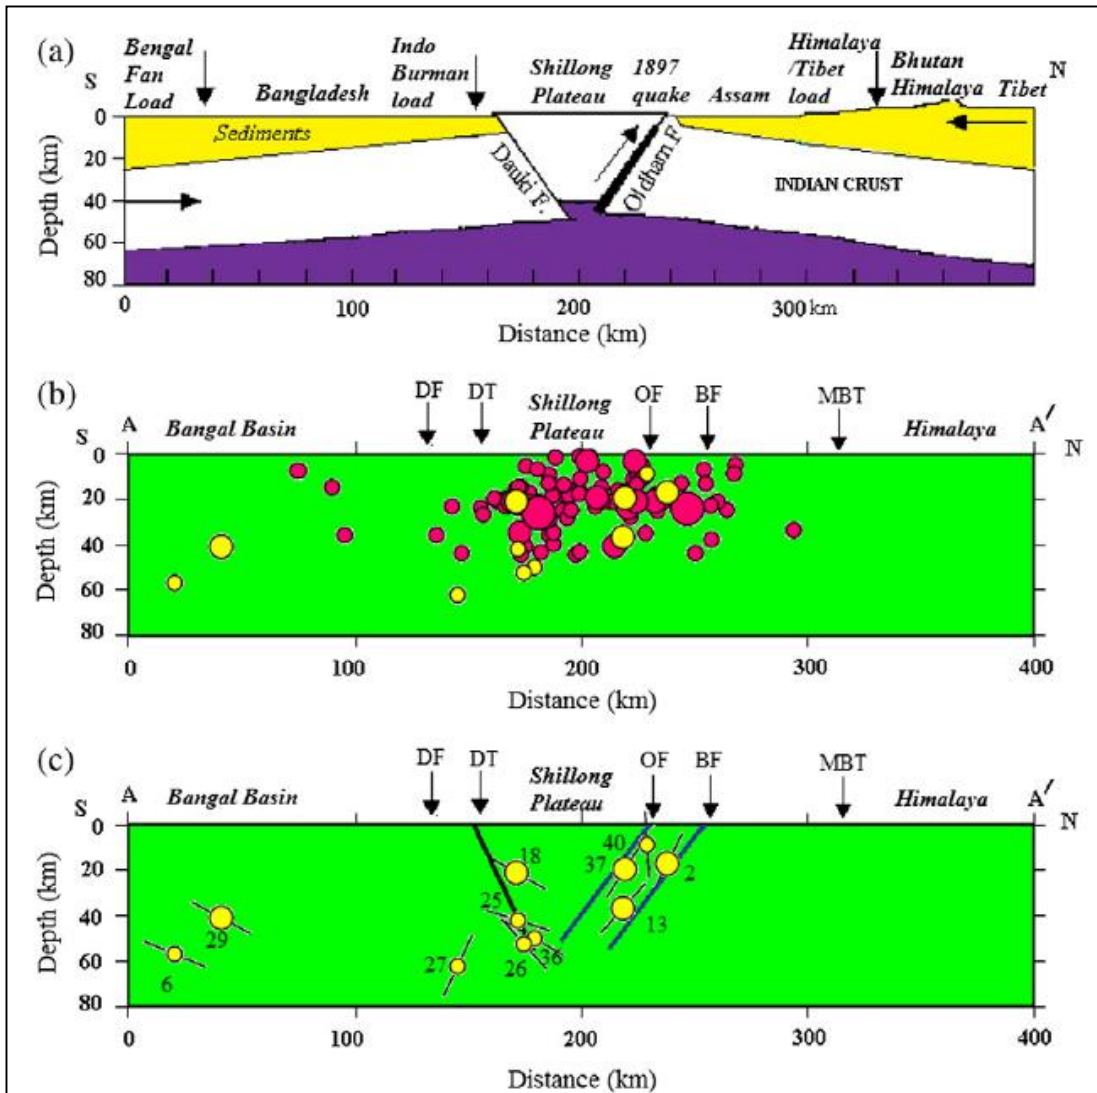 (a)
Bengal Fan Load
Indo Burman load
Shillong Plateau
1897 quake
Himalaya /Tibet load
Bhutan Himalaya
S
Bangladesh
Assam
Tibet
N
Sediments
Dauki F.
Oldham F.
INDIAN CRUST
Depth (km)
0
20
40
60
80
0
100
200
300 km
Distance (km)
(b)
DF
DT
Shillong Plateau
OF
BF
MBT
S
A
Bangal Basin
Himalaya
A′
N
Depth (km)
0
20
40
60
80
0
100
200
300
400
Distance (km)
(c)
DF
DT
Shillong Plateau
OF
BF
MBT
S
A
Bangal Basin
Himalaya
A′
N
Depth (km)
0
20
40
60
80
40
18
37
2
25
29
13
26
36
27
6
0
100
200
300
400
Distance (km)